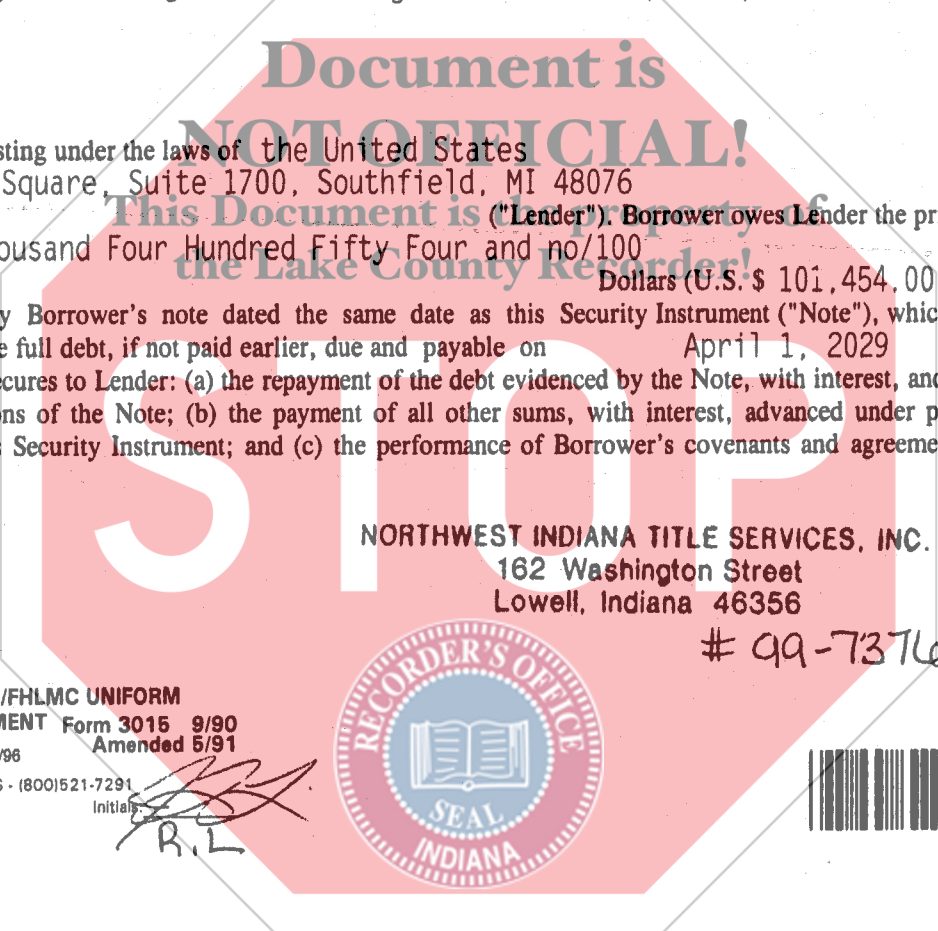 Document is
NOT OFFICIAL!
sting under the laws of the United States
Square, Suite 1700, Southfield, MI 48076
This Document is the property of
("Lender"). Borrower owes Lender the pr
ousand Four Hundred Fifty Four and no/100
the Lake County Recorder!
Dollars (U.S. $ 101,454.00
y Borrower's note dated the same date as this Security Instrument ("Note"), whic
e full debt, if not paid earlier, due and payable on April 1, 2029
ecures to Lender: (a) the repayment of the debt evidenced by the Note, with interest, and
ons of the Note; (b) the payment of all other sums, with interest, advanced under p
s Security Instrument; and (c) the performance of Borrower's covenants and agreeme
STOP
NORTHWEST INDIANA TITLE SERVICES, INC.
162 Washington Street
Lowell, Indiana 46356
# 99-7376
/FHLMC UNIFORM
MENT Form 3015 9/90
Amended 5/91
/96
S - (800)521-7291
Initials:
R.L
RECORDER'S OFFICE
SEAL
INDIANA